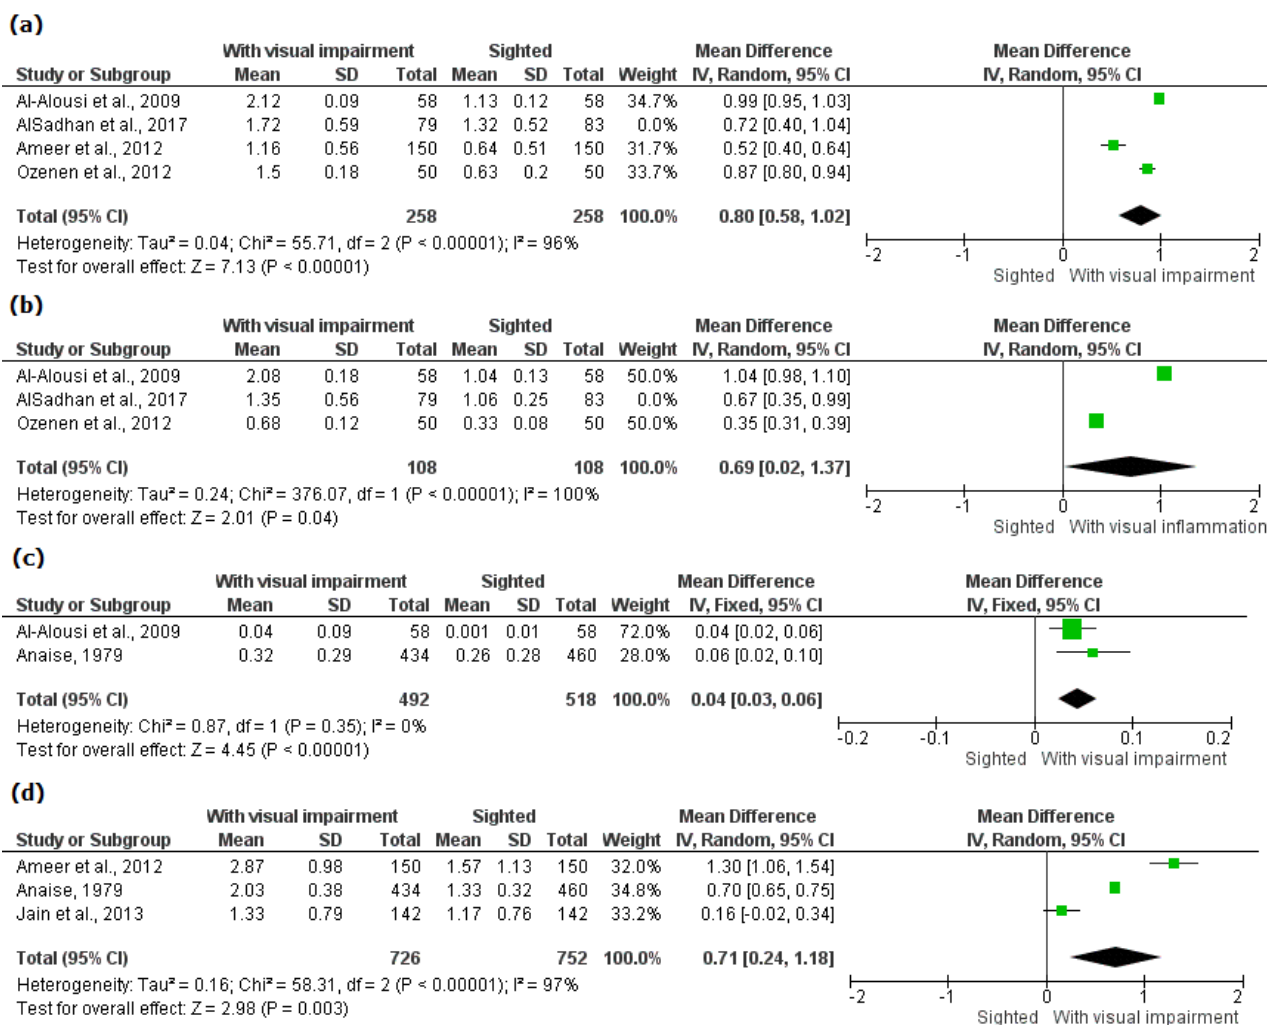 (a)
With visual impairment Sighted Mean Difference Mean Difference
Study or Subgroup Mean SD Total Mean SD Total Weight IV, Random, 95% CI IV, Random, 95% CI
Al-Alousi et al., 2009 2.12 0.09 58 1.13 0.12 58 34.7% 0.99 [0.95, 1.03]
AlSadhan et al., 2017 1.72 0.59 79 1.32 0.52 83 0.0% 0.72 [0.40, 1.04]
Ameer et al., 2012 1.16 0.56 150 0.64 0.51 150 31.7% 0.52 [0.40, 0.64]
Ozenen et al., 2012 1.5 0.18 50 0.63 0.2 50 33.7% 0.87 [0.80, 0.94]
Total (95% CI) 258 258 100.0% 0.80 [0.58, 1.02]
Heterogeneity: Tau² = 0.04; Chi² = 55.71, df = 2 (P < 0.00001); I² = 96%
Test for overall effect: Z = 7.13 (P < 0.00001)
-2 -1 0 1 2
Sighted With visual impairment
(b)
With visual impairment Sighted Mean Difference Mean Difference
Study or Subgroup Mean SD Total Mean SD Total Weight IV, Random, 95% CI IV, Random, 95% CI
Al-Alousi et al., 2009 2.08 0.18 58 1.04 0.13 58 50.0% 1.04 [0.98, 1.10]
AlSadhan et al., 2017 1.35 0.56 79 1.06 0.25 83 0.0% 0.67 [0.35, 0.99]
Ozenen et al., 2012 0.68 0.12 50 0.33 0.08 50 50.0% 0.35 [0.31, 0.39]
Total (95% CI) 108 108 100.0% 0.69 [0.02, 1.37]
Heterogeneity: Tau² = 0.24; Chi² = 376.07, df = 1 (P < 0.00001); I² = 100%
Test for overall effect: Z = 2.01 (P = 0.04)
-2 -1 0 1 2
Sighted With visual inflammation
(c)
With visual impairment Sighted Mean Difference Mean Difference
Study or Subgroup Mean SD Total Mean SD Total Weight IV, Fixed, 95% CI IV, Fixed, 95% CI
Al-Alousi et al., 2009 0.04 0.09 58 0.001 0.01 58 72.0% 0.04 [0.02, 0.06]
Anaise, 1979 0.32 0.29 434 0.26 0.28 460 28.0% 0.06 [0.02, 0.10]
Total (95% CI) 492 518 100.0% 0.04 [0.03, 0.06]
Heterogeneity: Chi² = 0.87, df = 1 (P = 0.35); I² = 0%
Test for overall effect: Z = 4.45 (P < 0.00001)
-0.2 -0.1 0 0.1 0.2
Sighted With visual impairment
(d)
With visual impairment Sighted Mean Difference Mean Difference
Study or Subgroup Mean SD Total Mean SD Total Weight IV, Random, 95% CI IV, Random, 95% CI
Ameer et al., 2012 2.87 0.98 150 1.57 1.13 150 32.0% 1.30 [1.06, 1.54]
Anaise, 1979 2.03 0.38 434 1.33 0.32 460 34.8% 0.70 [0.65, 0.75]
Jain et al., 2013 1.33 0.79 142 1.17 0.76 142 33.2% 0.16 [-0.02, 0.34]
Total (95% CI) 726 752 100.0% 0.71 [0.24, 1.18]
Heterogeneity: Tau² = 0.16; Chi² = 58.31, df = 2 (P < 0.00001); I² = 97%
Test for overall effect: Z = 2.98 (P = 0.003)
-2 -1 0 1 2
Sighted With visual impairment